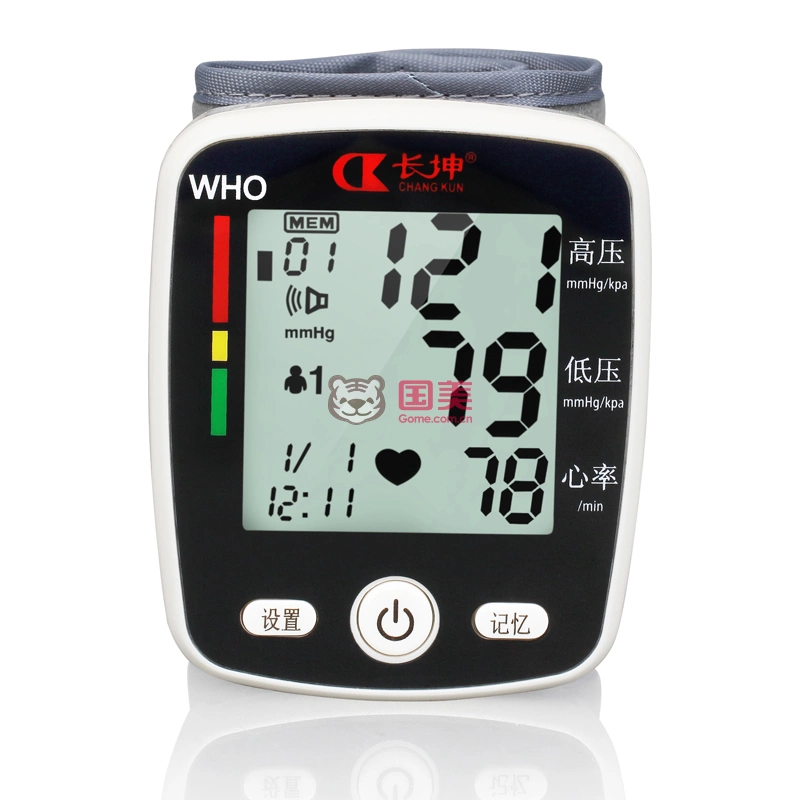 长坤®
CHANG KUN
WHO
MEM
01
121
高压
mmHg/kpa
mmHg
79
低压
mmHg/kpa
1
国美
Gome.com.cn
1/ 1
78
心率
/min
12:11
设置
记忆